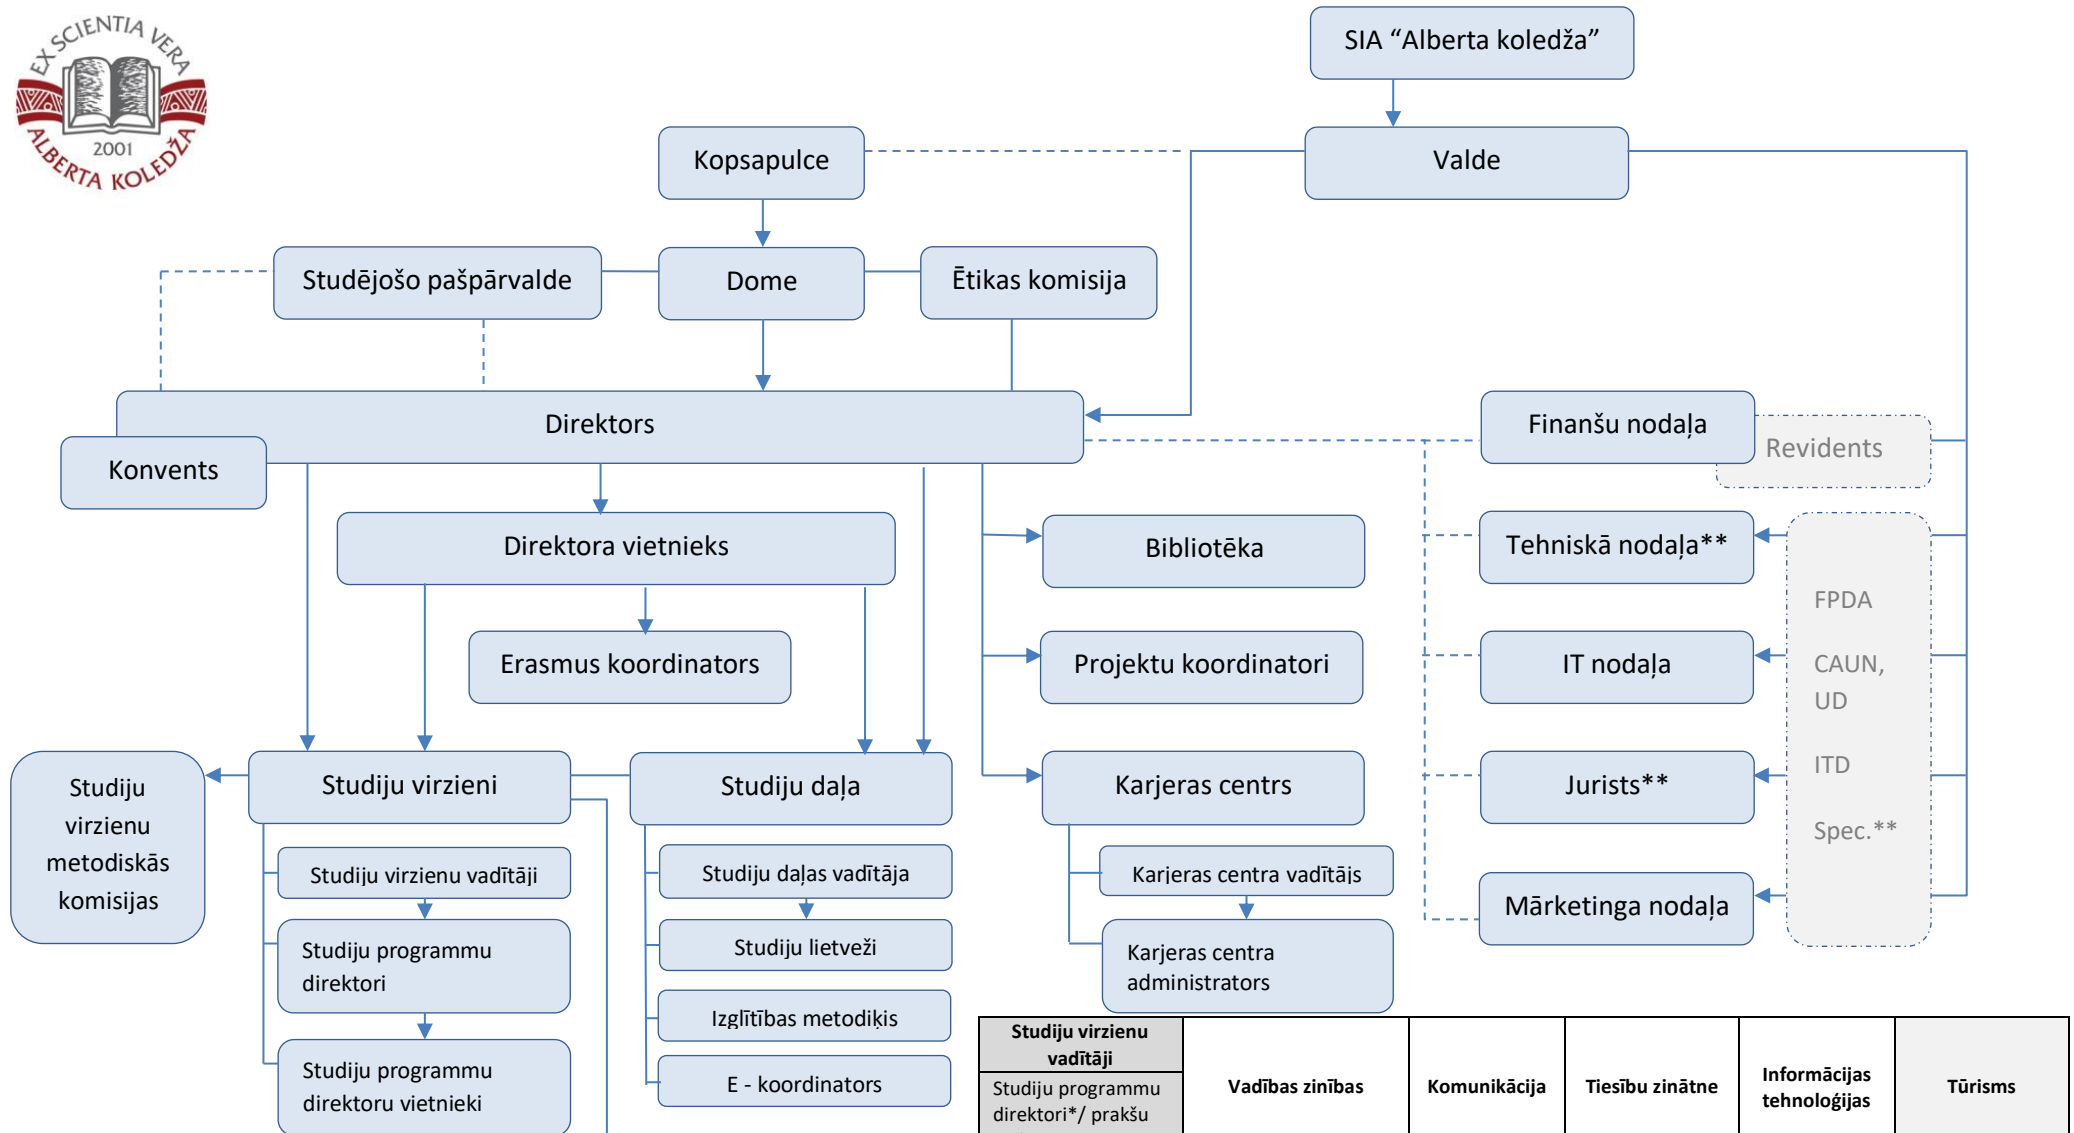 EX SCIENTIA VERA
2001
ALBERTA KOLEDŽA
SIA “Alberta koledža”
Kopsapulce
Valde
Studējošo pašpārvalde
Dome
Ētikas komisija
Direktors
Konvents
Finanšu nodaļa
Revidents
Direktora vietnieks
Bibliotēka
Tehniskā nodaļa**
FPDA
CAUN,
UD
ITD
Spec.**
Erasmus koordinators
Projektu koordinatori
IT nodaļa
Studiju
virzienu
metodiskās
komisijas
Studiju virzieni
Studiju daļa
Karjeras centrs
Jurists**
Studiju virzienu vadītāji
Studiju daļas vadītāja
Karjeras centra vadītājs
Mārketinga nodaļa
Studiju programmu
direktori
Studiju lietveži
Karjeras centra
administrators
Izglītības metodiķis
Studiju programmu
direktoru vietnieki
E - koordinators
Studiju virzienu
vadītāji
Studiju programmu
direktori*/ prakšu
Vadības zinības
Komunikācija
Tiesību zinātne
Informācijas
tehnoloģijas
Tūrisms